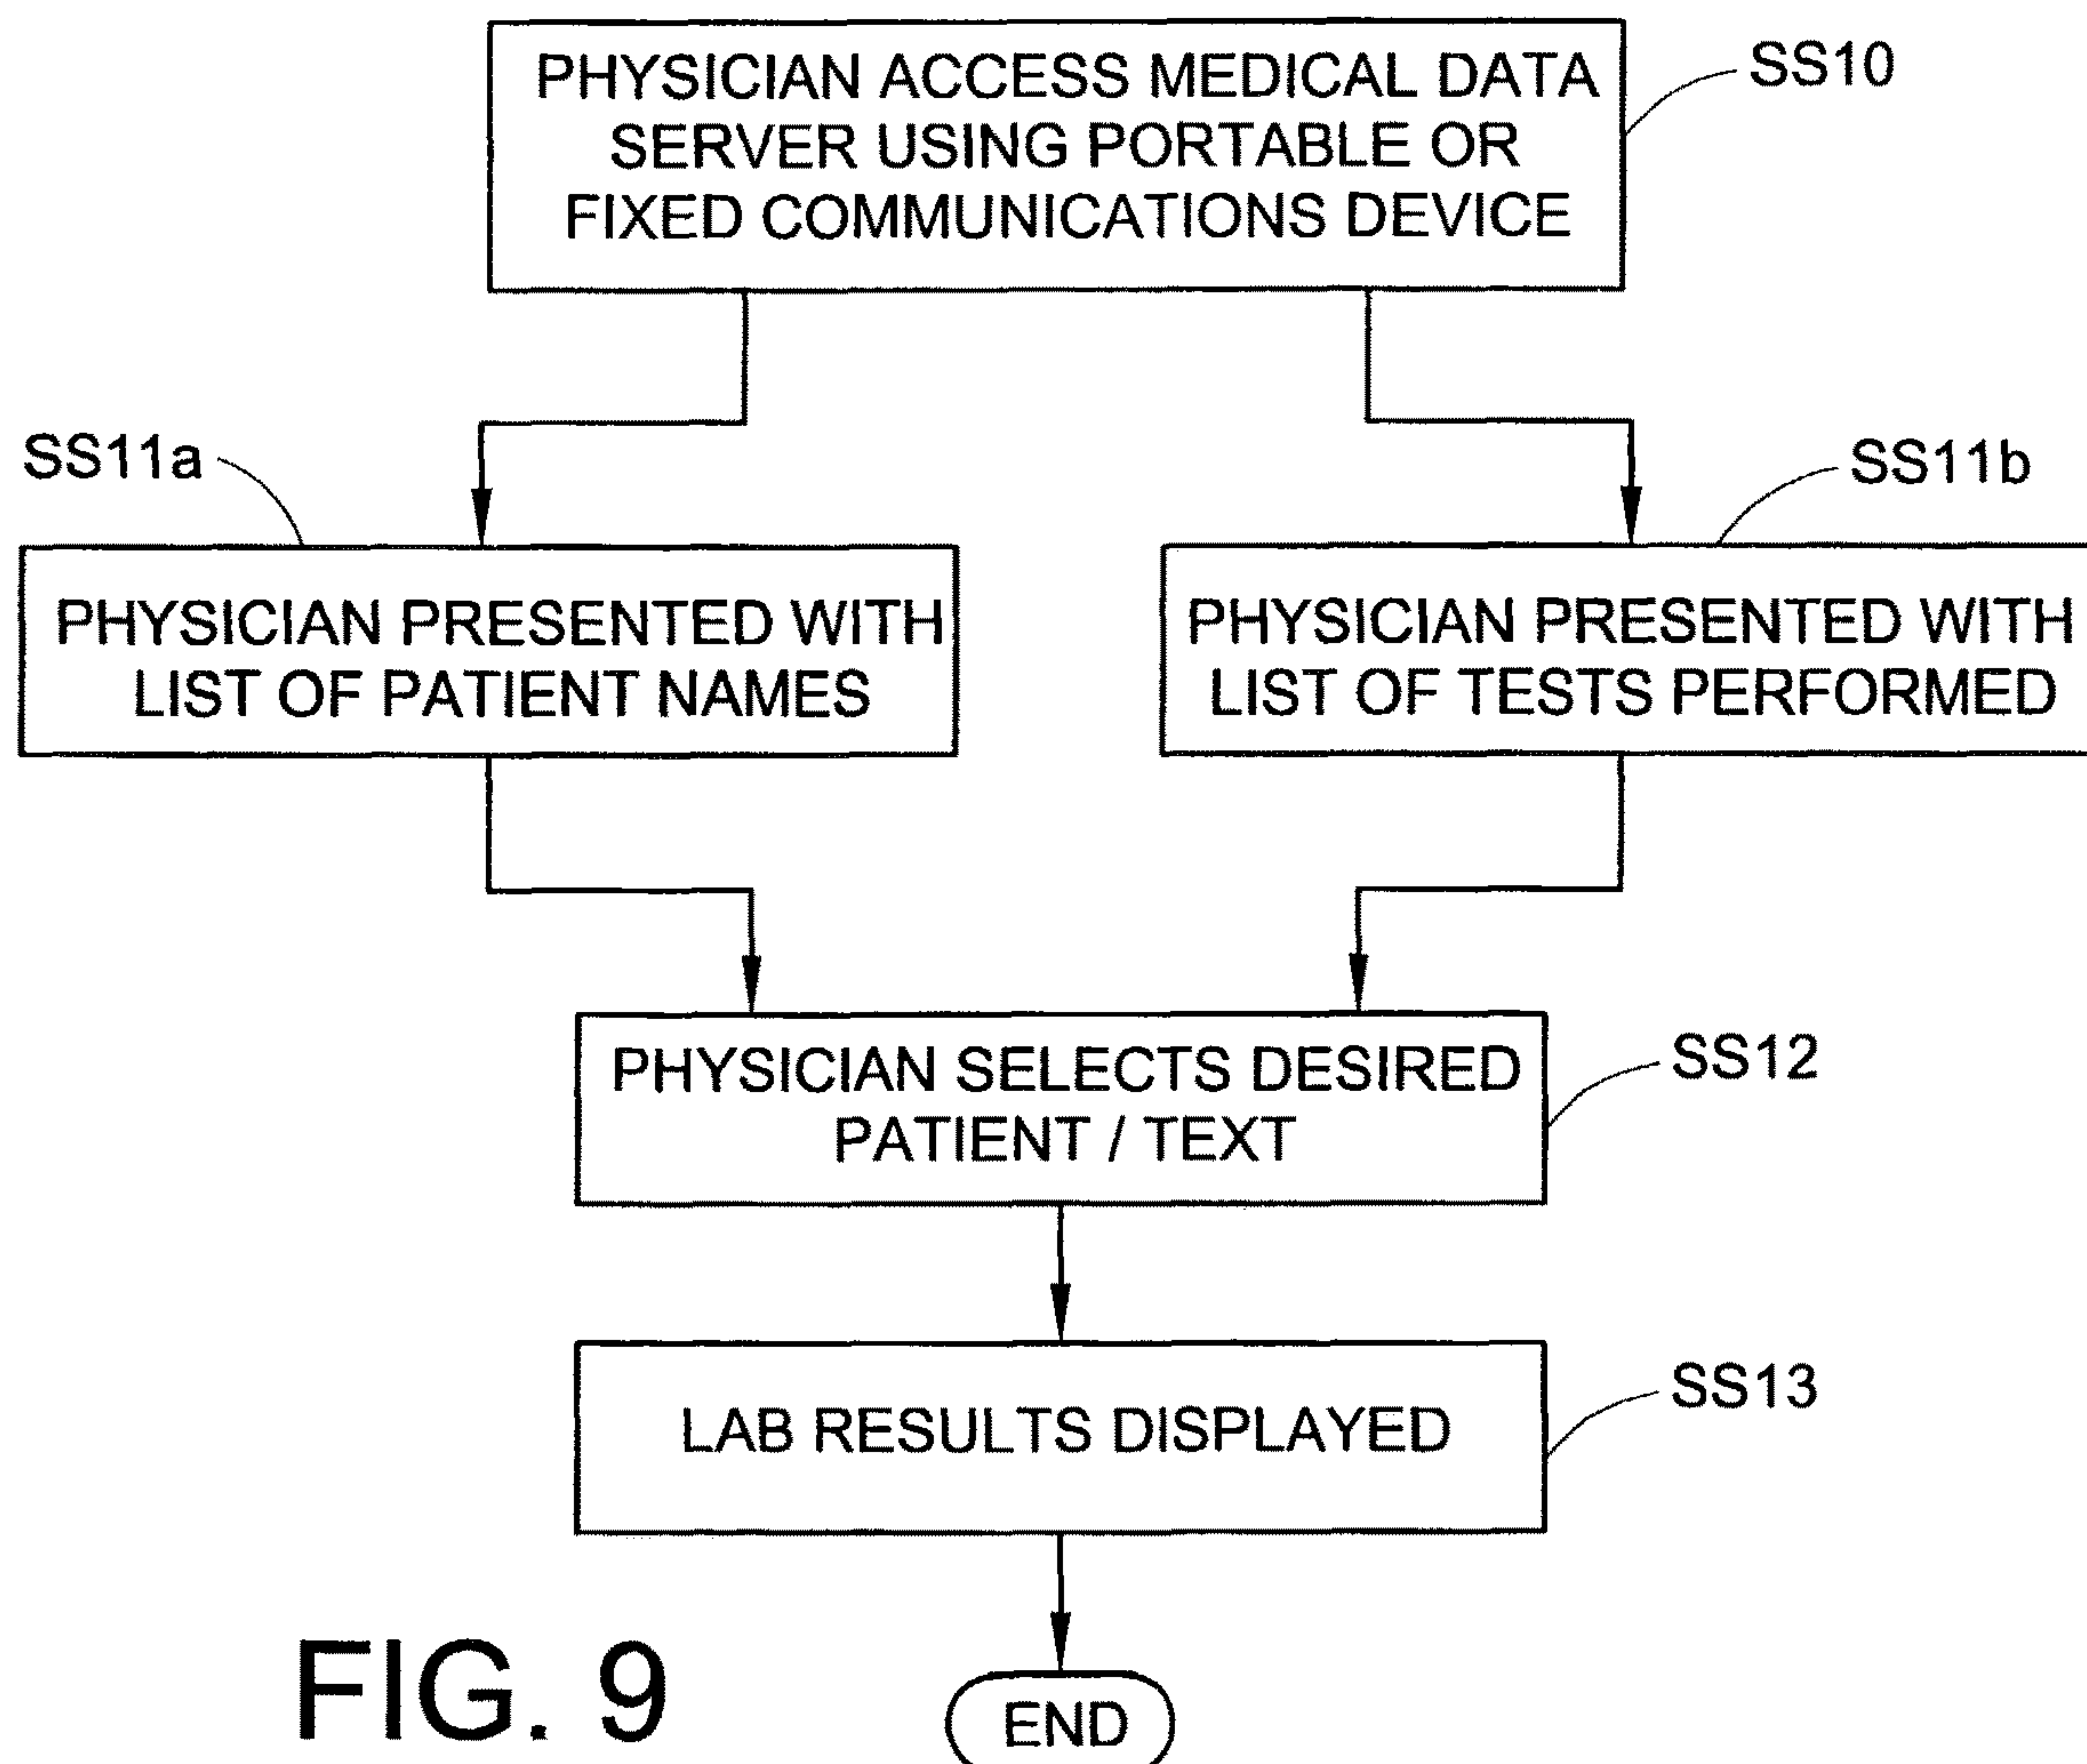 PHYSICIAN ACCESS MEDICAL DATA
SERVER USING PORTABLE OR
FIXED COMMUNICATIONS DEVICE
SS10
SS11a
SS11b
PHYSICIAN PRESENTED WITH
LIST OF PATIENT NAMES
PHYSICIAN PRESENTED WITH
LIST OF TESTS PERFORMED
PHYSICIAN SELECTS DESIRED
PATIENT / TEXT
SS12
LAB RESULTS DISPLAYED
SS13
END
FIG. 9